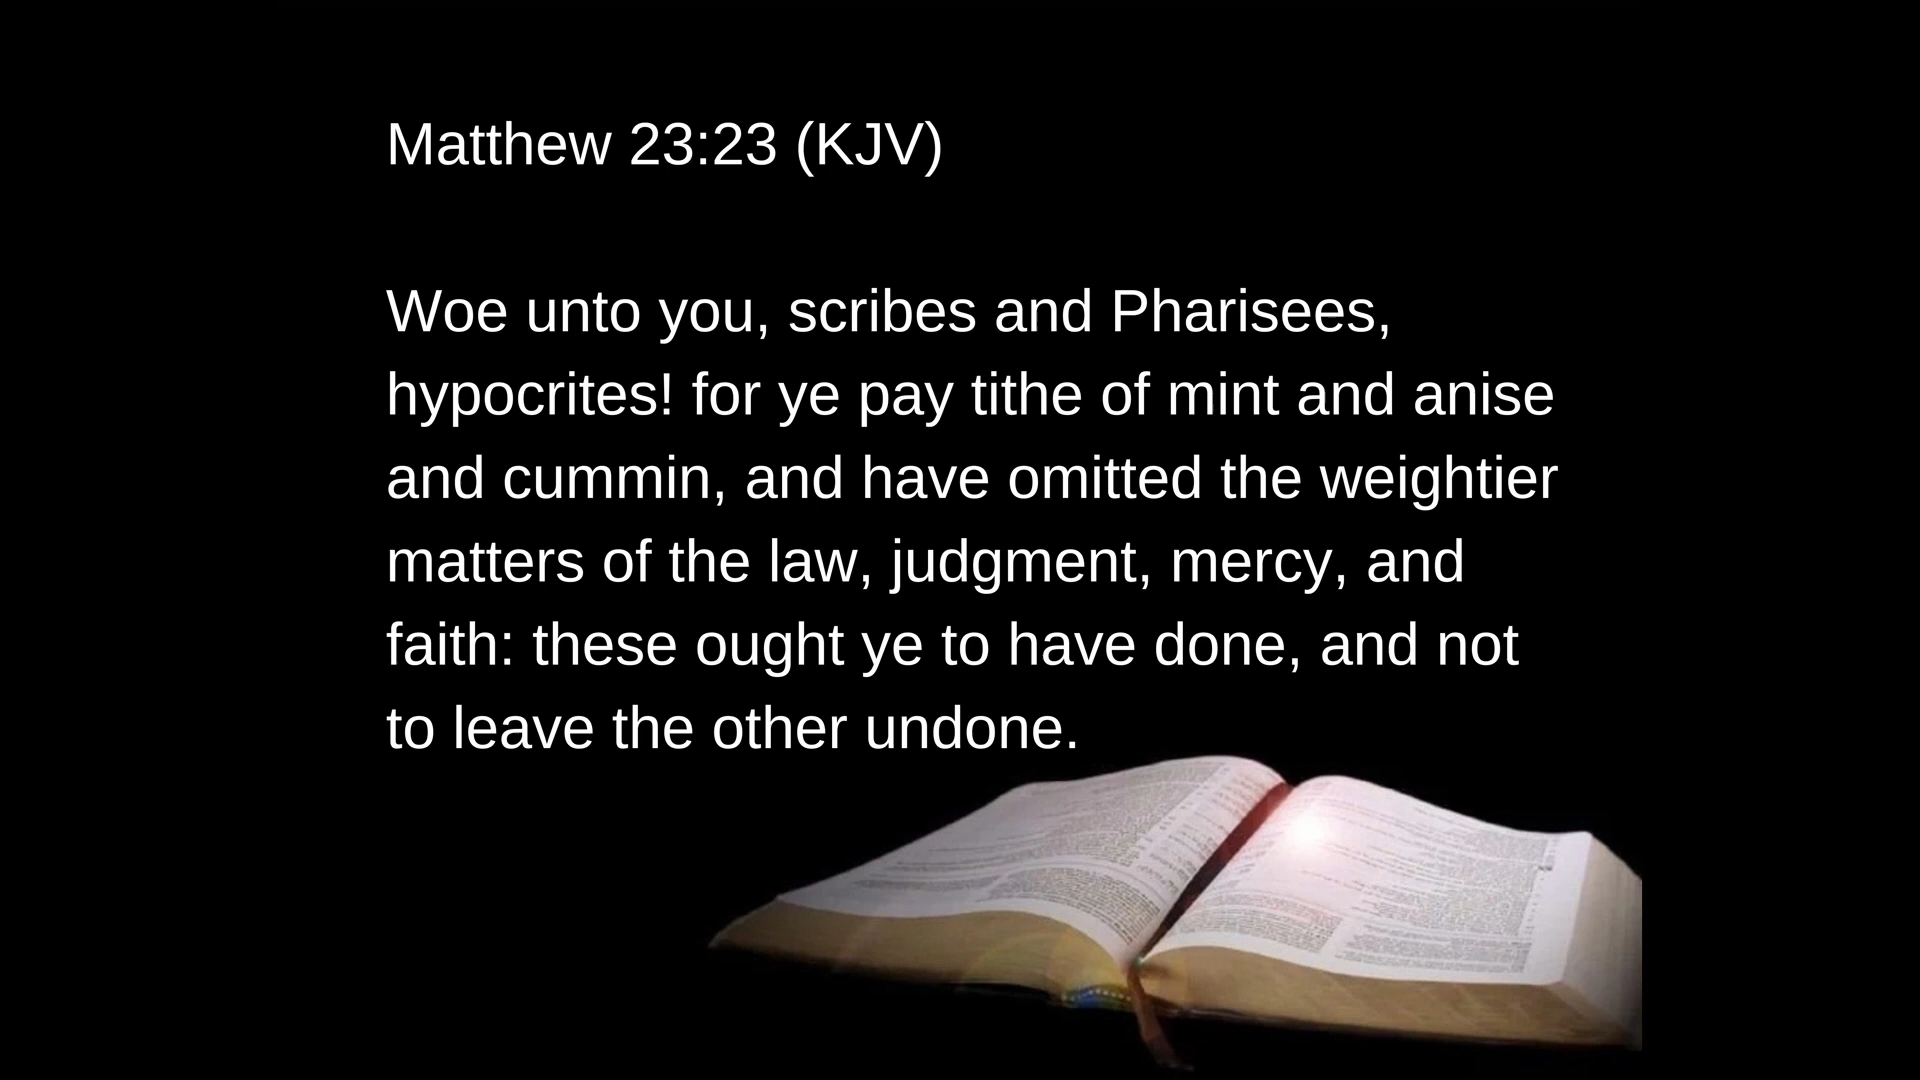 Matthew 23:23 (KJV)
Woe unto you, scribes and Pharisees,
hypocrites! for ye pay tithe of mint and anise
and cummin, and have omitted the weightier
matters of the law, judgment, mercy, and
faith: these ought ye to have done, and not
to leave the other undone.